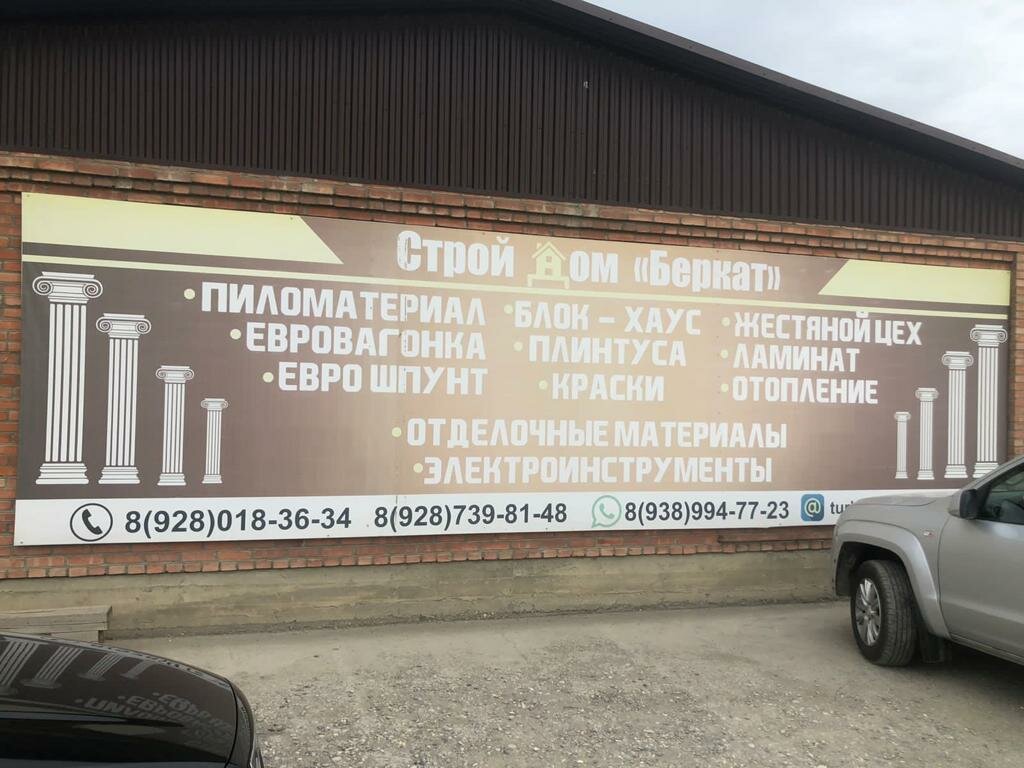 Строй Дом «Беркат»
• ПИЛОМАТЕРИАЛ • БЛОК – ХАУС • ЖЕСТЯНОЙ ЦЕХ
• ЕВРОВАГОНКА • ПЛИНТУСА • ЛАМИНАТ
• ЕВРО ШПУНТ • КРАСКИ • ОТОПЛЕНИЕ
• ОТДЕЛОЧНЫЕ МАТЕРИАЛЫ
• ЭЛЕКТРОИНСТРУМЕНТЫ
8(928)018-36-34 8(928)739-81-48 8(938)994-77-23 @